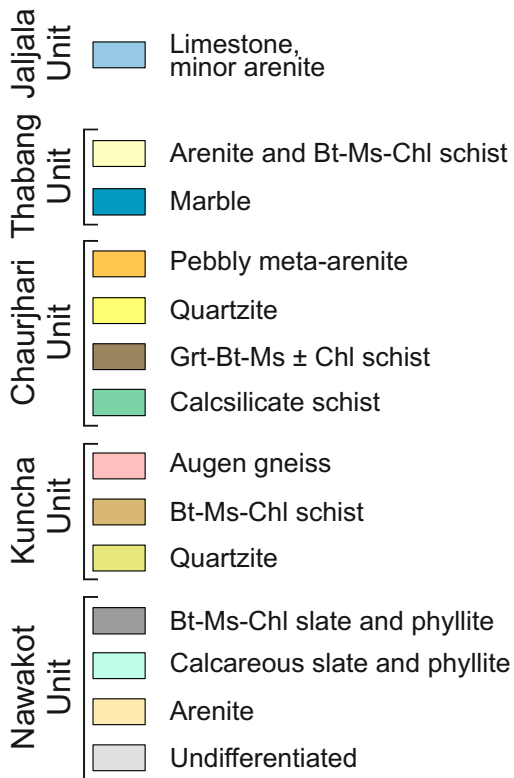 Jaljala
Unit
Limestone,
minor arenite
Thabang
Unit
Arenite and Bt-Ms-Chl schist
Marble
Chaurjhari
Unit
Pebbly meta-arenite
Quartzite
Grt-Bt-Ms ± Chl schist
Calcsilicate schist
Kuncha
Unit
Augen gneiss
Bt-Ms-Chl schist
Quartzite
Nawakot
Unit
Bt-Ms-Chl slate and phyllite
Calcareous slate and phyllite
Arenite
Undifferentiated